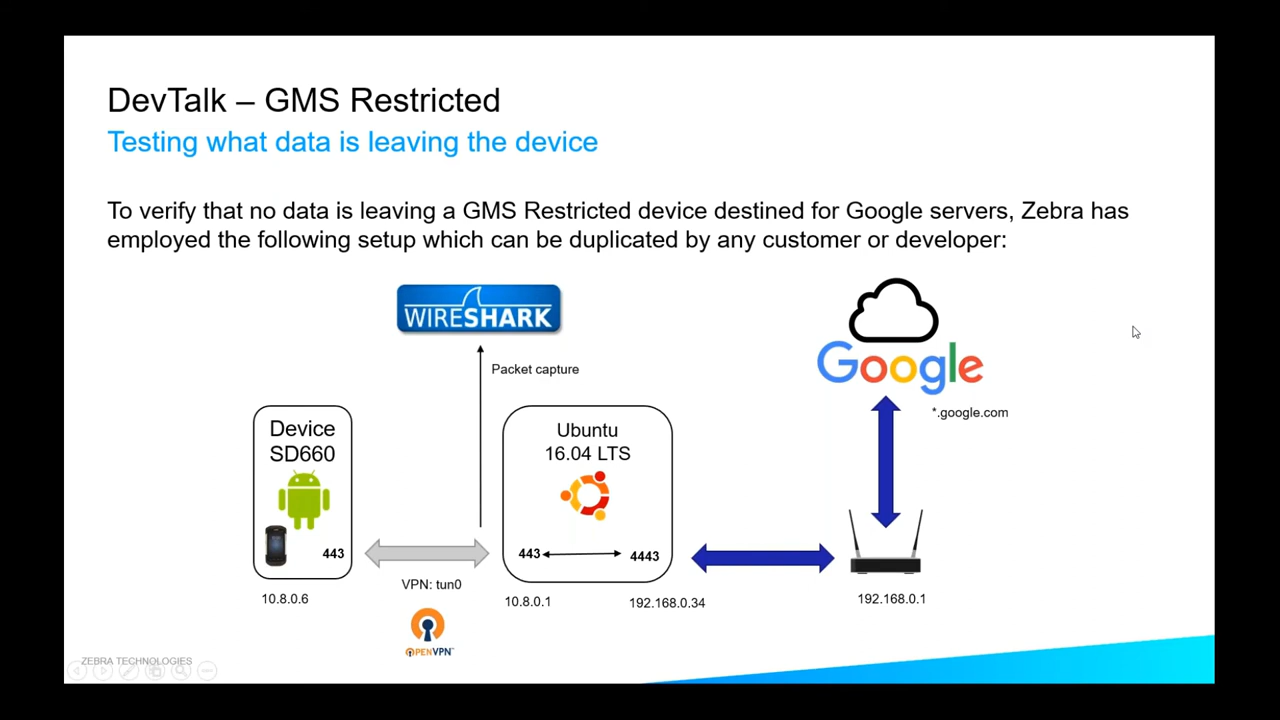 DevTalk – GMS Restricted
Testing what data is leaving the device
To verify that no data is leaving a GMS Restricted device destined for Google servers, Zebra has
employed the following setup which can be duplicated by any customer or developer:
WIRESHARK
Google
Packet capture
*.google.com
Device
SD660
Ubuntu
16.04 LTS
443
443
4443
VPN: tun0
10.8.0.6
10.8.0.1
192.168.0.34
192.168.0.1
OPENVPN™
ZEBRA TECHNOLOGIES